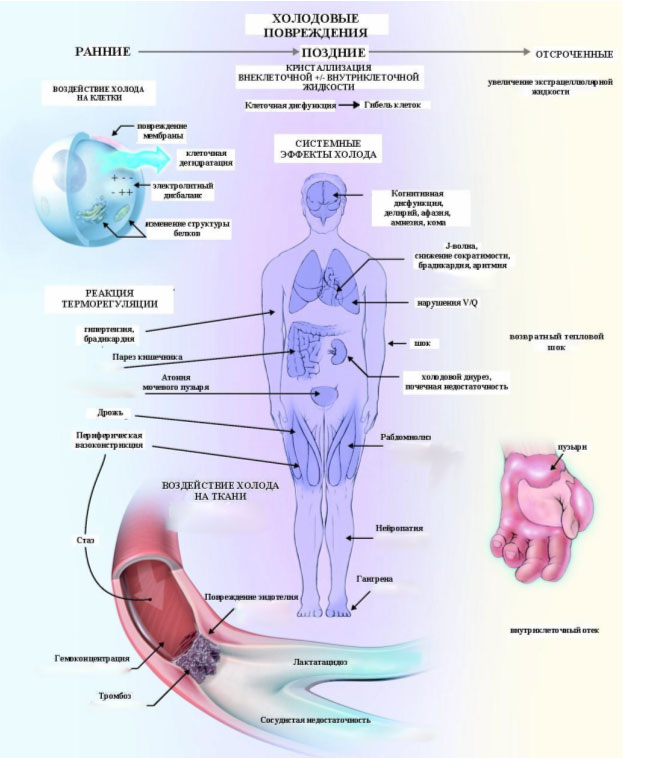 ХОЛОДОВЫЕ
ПОВРЕЖДЕНИЯ
РАННИЕ
ПОЗДНИЕ
ОТСРОЧЕННЫЕ
КРИСТАЛЛИЗАЦИЯ
ВНЕКЛЕТОЧНОЙ +/- ВНУТРИКЛЕТОЧНОЙ
ЖИДКОСТИ
увеличение экстрацеллюлярной
жидкости
Клеточная дисфункция
Гибель клеток
ВОЗДЕЙСТВИЕ ХОЛОДА
НА КЛЕТКИ
повреждение
мембраны
клеточная
дегидратация
+ - -
- + +
электролитный
дисбаланс
изменение структуры
белков
СИСТЕМНЫЕ
ЭФФЕКТЫ ХОЛОДА
Когнитивная
дисфункция,
делирий, афазия,
амнезия, кома
J-волна,
снижение сократимости,
брадикардия, аритмия
нарушения V/Q
шок
холодовой диурез,
почечная недостаточность
Рабдомиолиз
Нейропатия
Гангрена
РЕАКЦИЯ
ТЕРМОРЕГУЛЯЦИИ
гипертензия,
брадикардия
Парез кишечника
Атония
мочевого пузыря
Дрожь
Периферическая
вазоконстрикция
возвратный тепловой
шок
пузыри
внутриклеточный отек
ВОЗДЕЙСТВИЕ ХОЛОДА
НА ТКАНИ
Стаз
Повреждение эндотелия
Гемоконцентрация
Тромбоз
Лактатацидоз
Сосудистая недостаточность